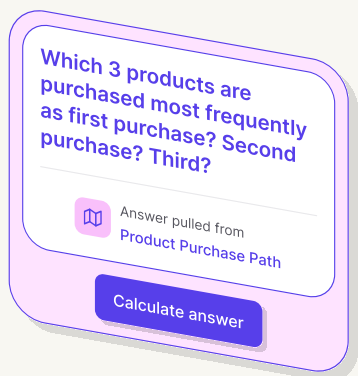 Which 3 products are
purchased most frequently
as first purchase? Second
purchase? Third?
Answer pulled from
Product Purchase Path
Calculate answer